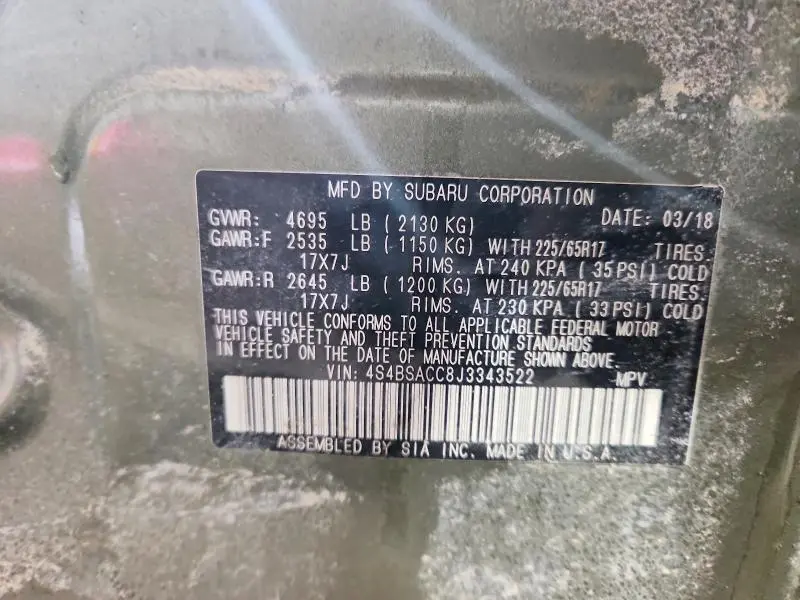 MFD BY SUBARU CORPORATION
GVWR: 4695 LB ( 2130 KG) DATE: 03/18
GAWR:F 2535 LB ( 1150 KG) WITH 225/65R17 TIRES.
17X7J RIMS. AT 240 KPA ( 35 PSI) COLD
GAWR:R 2645 LB ( 1200 KG) WITH 225/65R17 TIRES.
17X7J RIMS. AT 230 KPA ( 33 PSI) COLD
THIS VEHICLE CONFORMS TO ALL APPLICABLE FEDERAL MOTOR
VEHICLE SAFETY AND THEFT PREVENTION STANDARDS
IN EFFECT ON THE DATE OF MANUFACTURE SHOWN ABOVE.
VIN: 4S4BSACC8J3343522 MPV
ASSEMBLED BY SIA INC. MADE IN U.S.A.